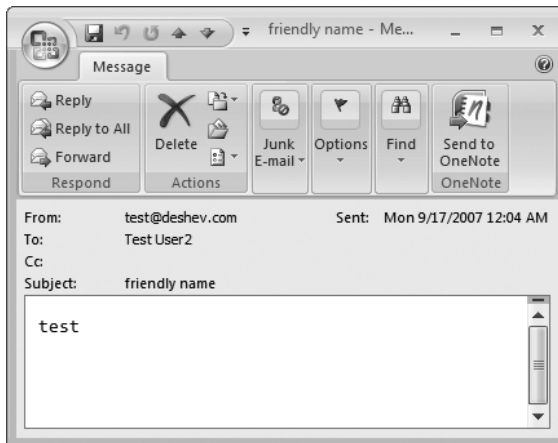 friendly name - Me...
Message
Reply
Reply to All
Forward
Respond
Delete
Actions
Junk
E-mail
Options
Find
Send to
OneNote
OneNote
From: test@deshev.com Sent: Mon 9/17/2007 12:04 AM
To: Test User2
Cc:
Subject: friendly name
test